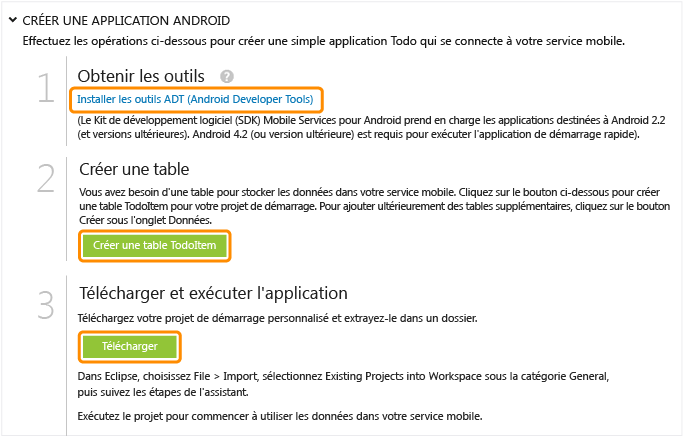 CRÉER UNE APPLICATION ANDROID
Effectuez les opérations ci-dessous pour créer une simple application Todo qui se connecte à votre service mobile.
1
Obtenir les outils ?
Installer les outils ADT (Android Developer Tools)
(Le Kit de développement logiciel (SDK) Mobile Services pour Android prend en charge les applications destinées à Android 2.2
(et versions ultérieures). Android 4.2 (ou version ultérieure) est requis pour exécuter l'application de démarrage rapide).
2
Créer une table
Vous avez besoin d'une table pour stocker les données dans votre service mobile. Cliquez sur le bouton ci-dessous pour créer
une table TodoItem pour votre projet de démarrage. Pour ajouter ultérieurement des tables supplémentaires, cliquez sur le bouton
Créer sous l'onglet Données.
Créer une table TodoItem
3
Télécharger et exécuter l'application
Téléchargez votre projet de démarrage personnalisé et extrayez-le dans un dossier.
Télécharger
Dans Eclipse, choisissez File > Import, sélectionnez Existing Projects into Workspace sous la catégorie General,
puis suivez les étapes de l'assistant.
Exécutez le projet pour commencer à utiliser les données dans votre service mobile.